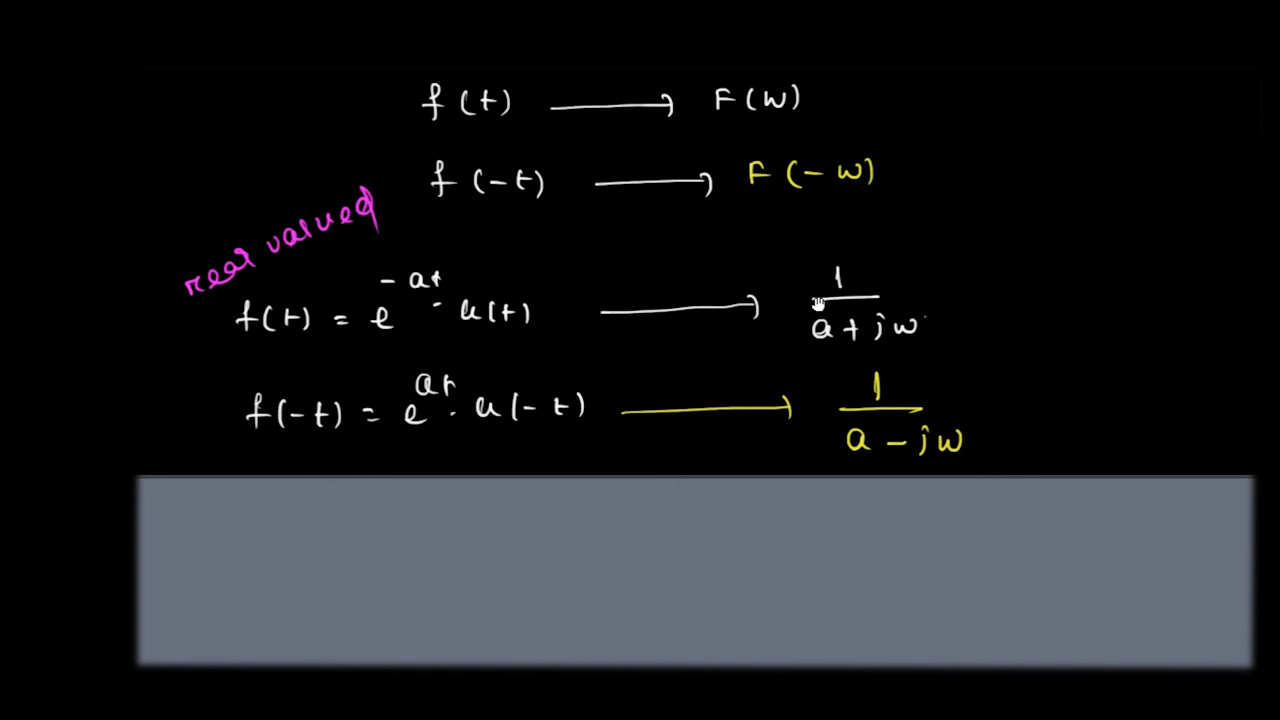 f(t) ⟶ F(w)
f(-t) ⟶ F(-w)
real valued
f(t) = e^{-at} . u(t) ⟶ 1/(a+jw)
f(-t) = e^{at} . u(-t) ⟶ 1/(a-jw)